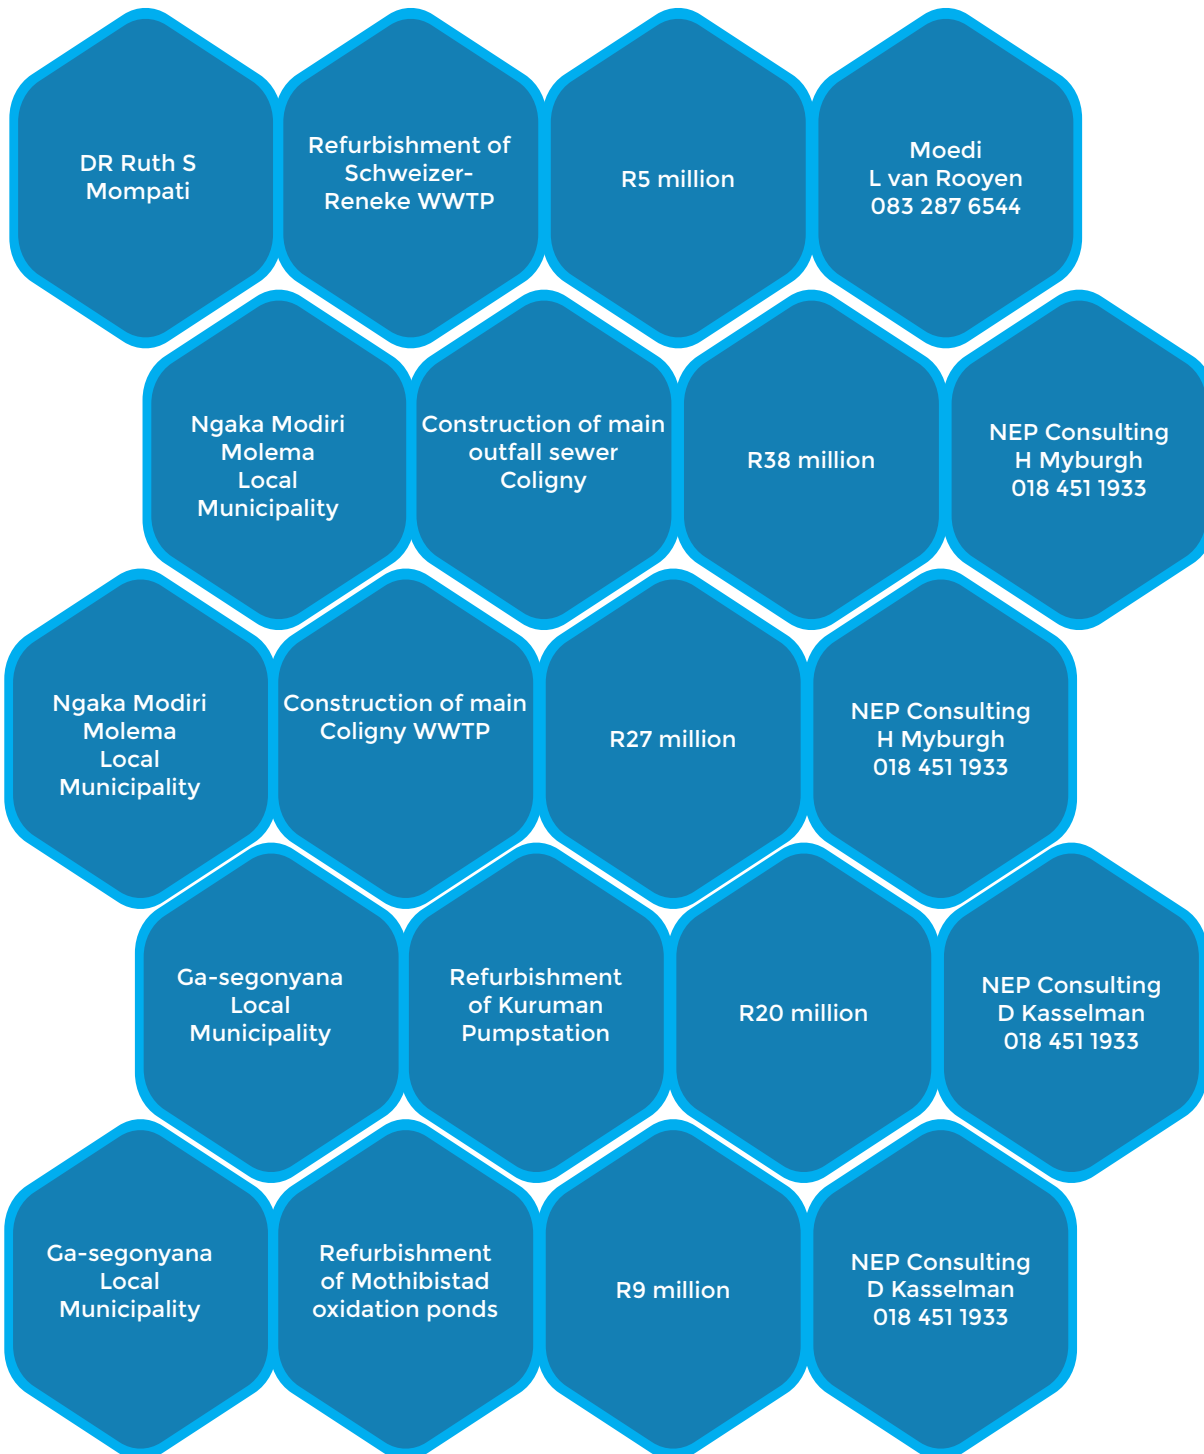 DR Ruth S
Mompati
Refurbishment of
Schweizer-
Reneke WWTP
R5 million
Moedi
L van Rooyen
083 287 6544
Ngaka Modiri
Molema
Local
Municipality
Construction of main
outfall sewer
Coligny
R38 million
NEP Consulting
H Myburgh
018 451 1933
Ngaka Modiri
Molema
Local
Municipality
Construction of main
Coligny WWTP
R27 million
NEP Consulting
H Myburgh
018 451 1933
Ga-segonyana
Local
Municipality
Refurbishment
of Kuruman
Pumpstation
R20 million
NEP Consulting
D Kasselman
018 451 1933
Ga-segonyana
Local
Municipality
Refurbishment
of Mothibistad
oxidation ponds
R9 million
NEP Consulting
D Kasselman
018 451 1933